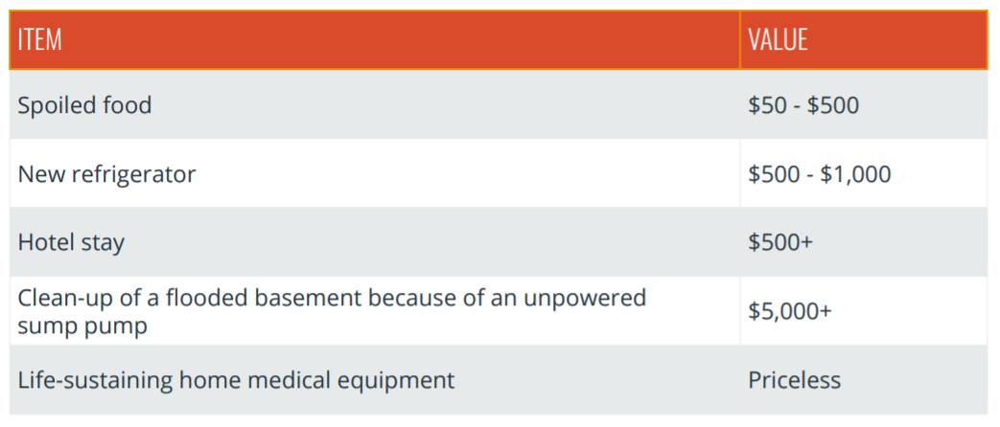 ITEM VALUE
Spoiled food $50 - $500
New refrigerator $500 - $1,000
Hotel stay $500+
Clean-up of a flooded basement because of an unpowered
sump pump $5,000+
Life-sustaining home medical equipment Priceless